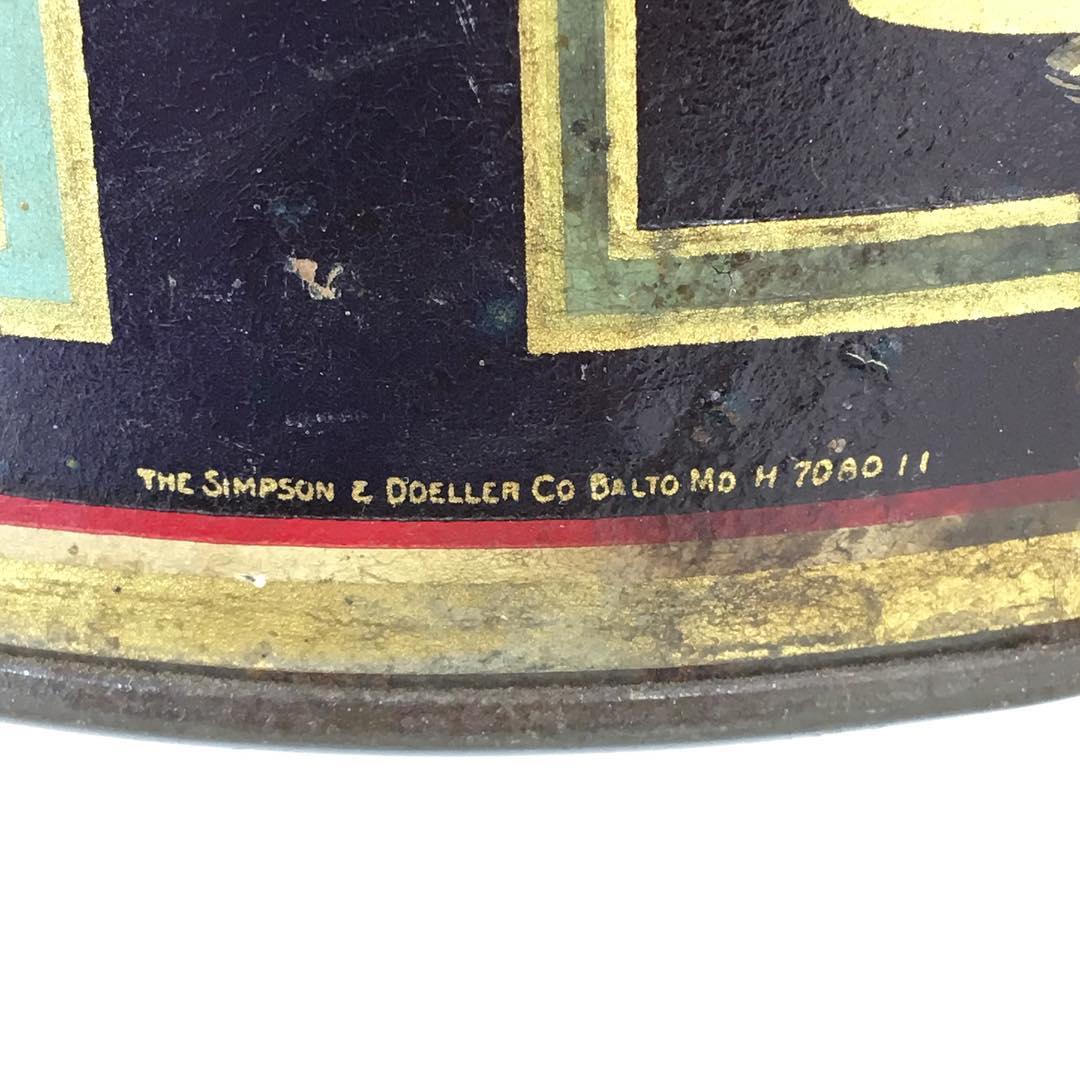 THE SIMPSON & DOELLER CO BALTO MD H 7080 11